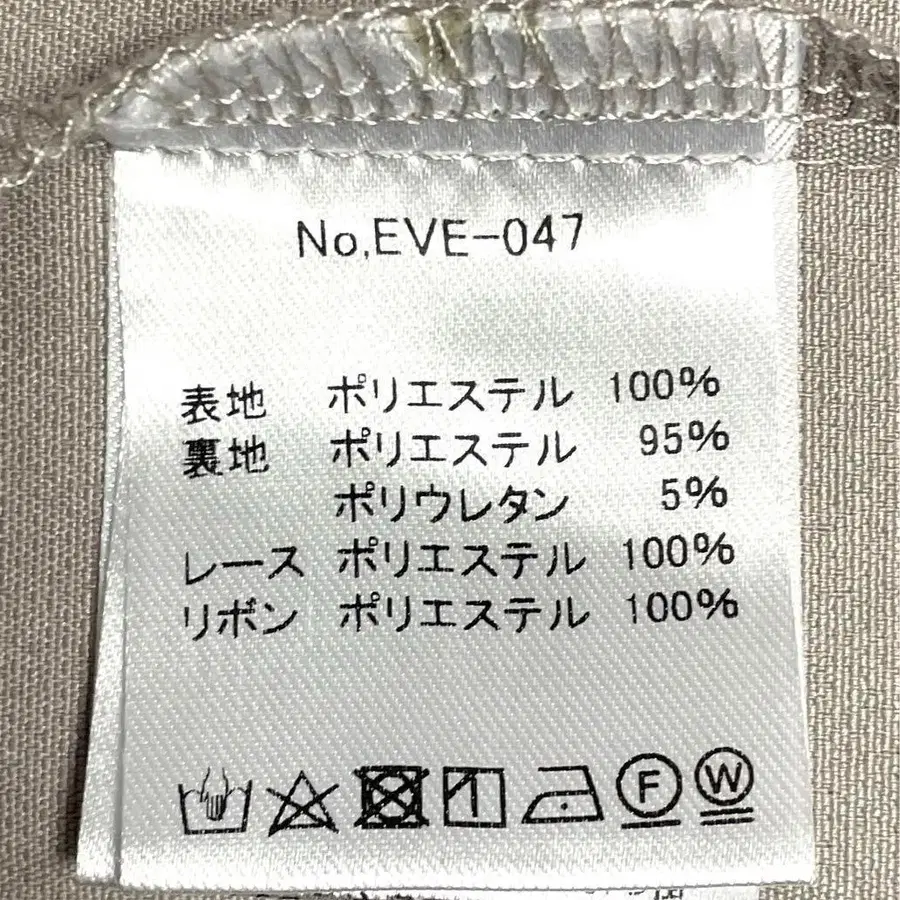 No,EVE-047
表地 ポリエステル 100%
裏地 ポリエステル 95%
ポリウレタン 5%
レース ポリエステル 100%
リボン ポリエステル 100%
F W